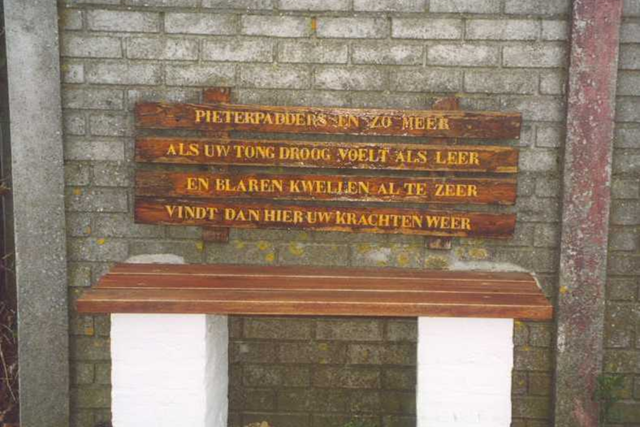 PIETERPADDERS EN ZO MEER
ALS UW TONG DROOG VOELT ALS LEER
EN BLAREN KWELLEN AL TE ZEER
VINDT DAN HIER UW KRACHTEN WEER